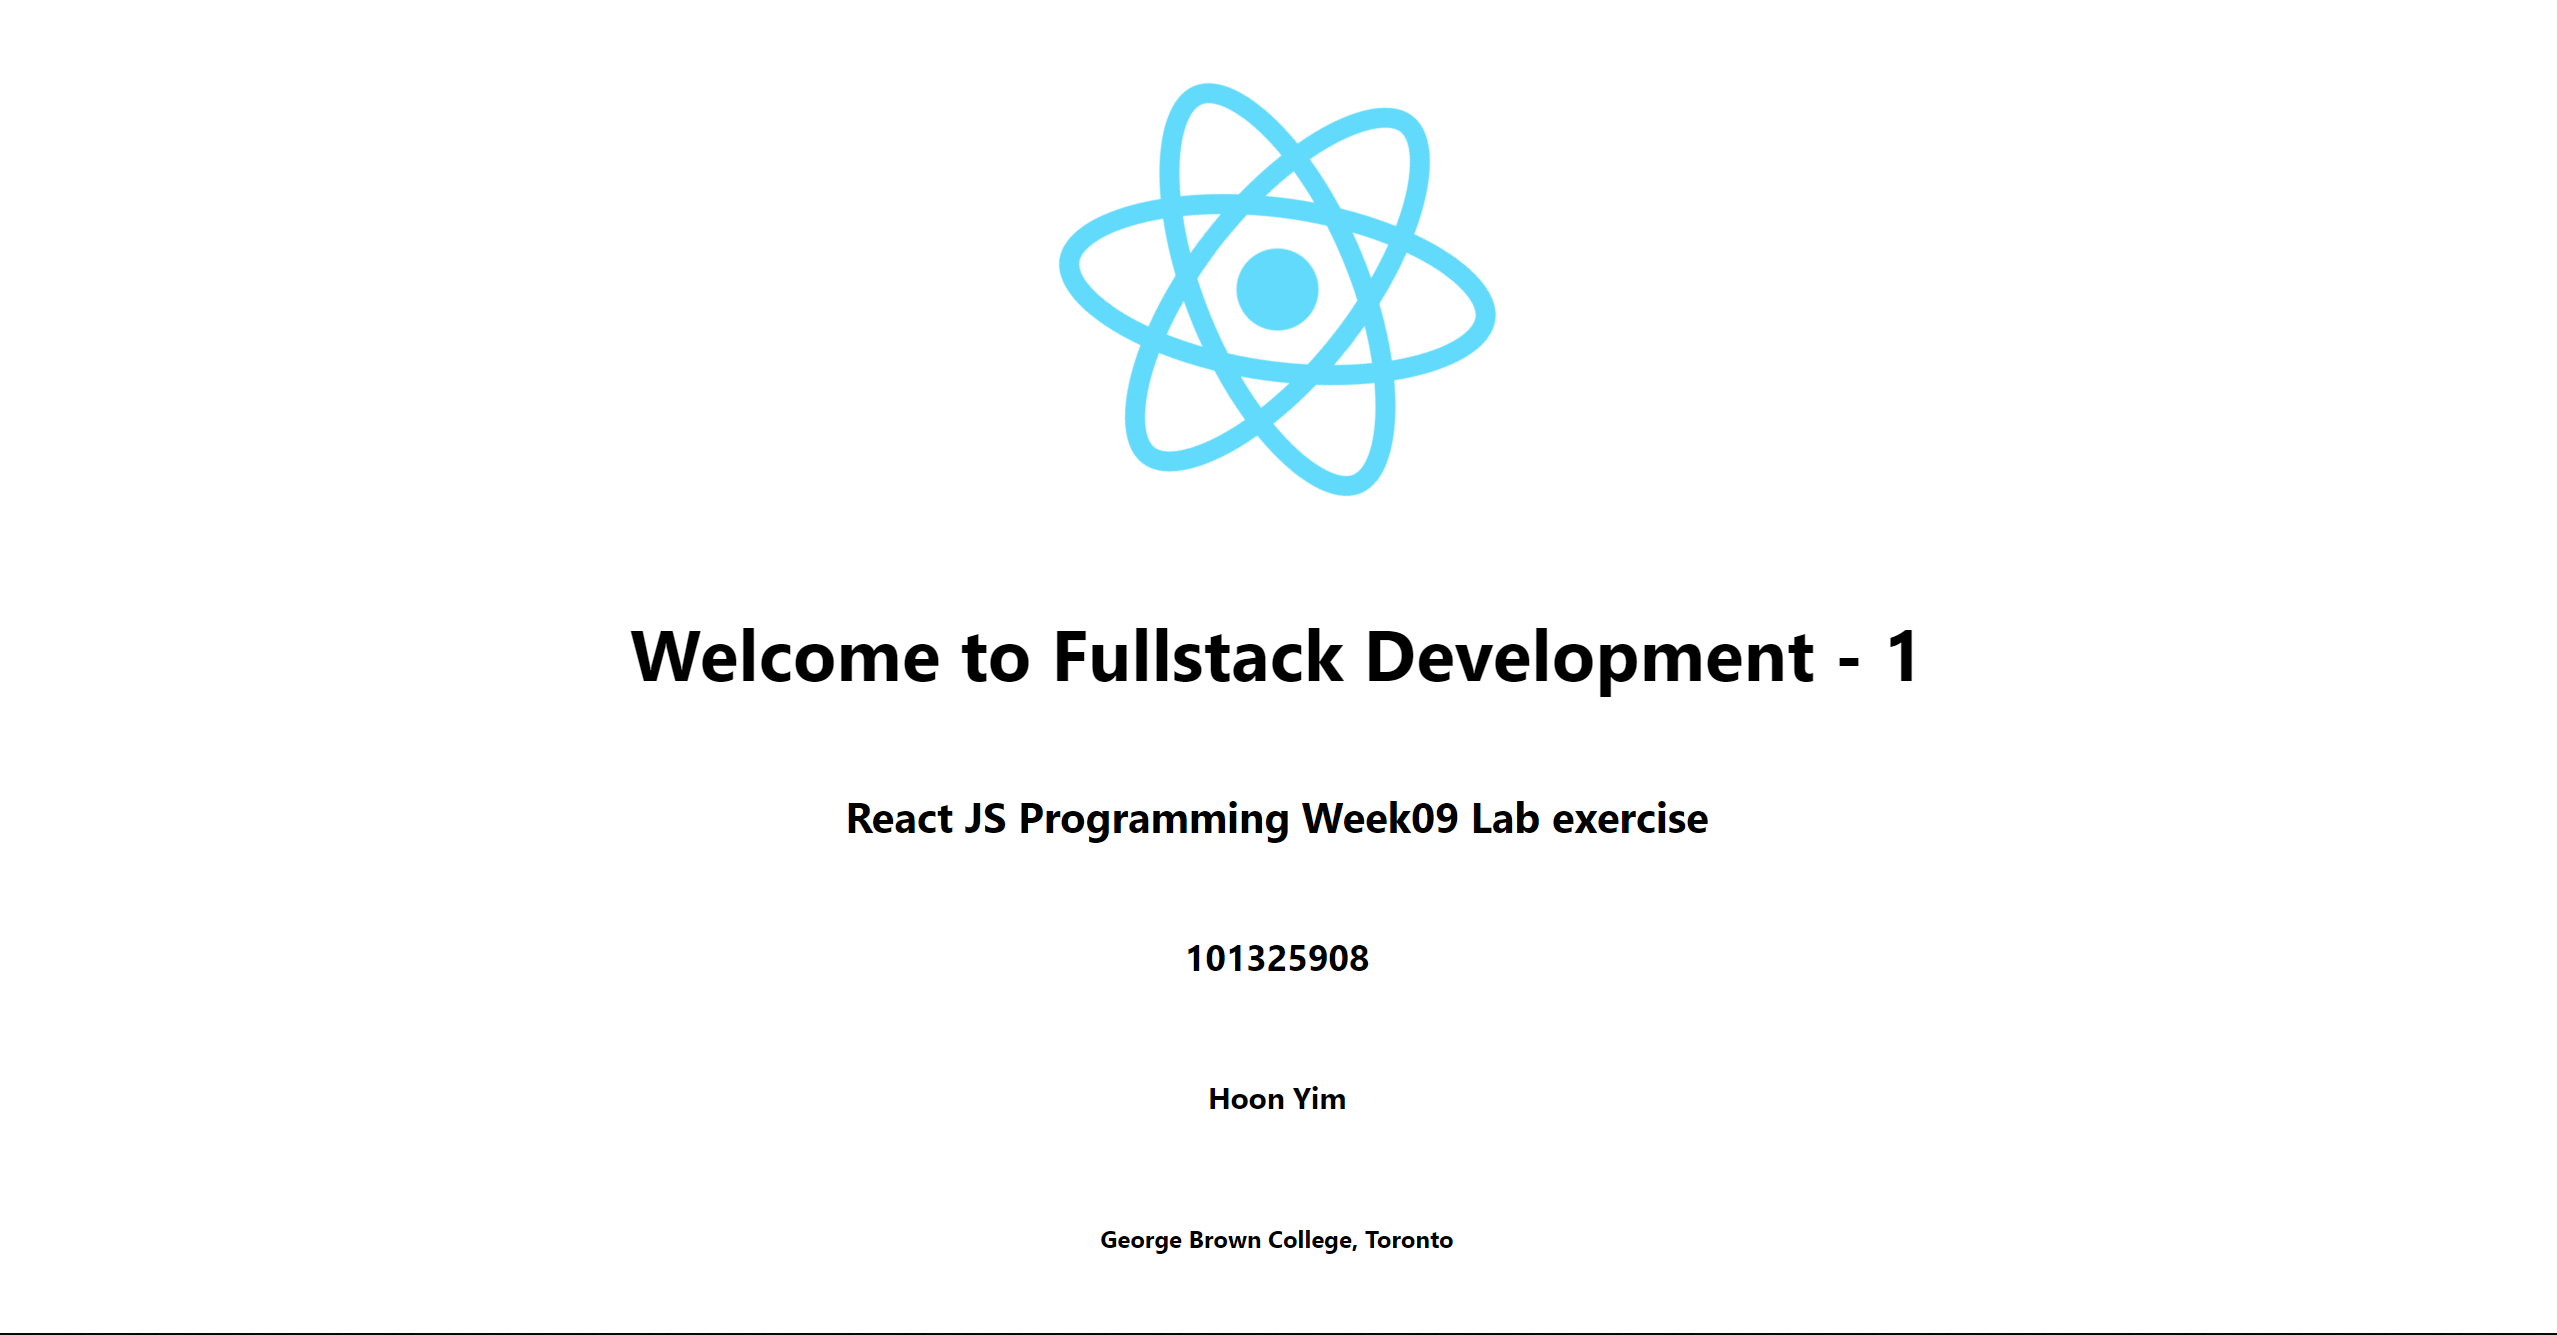 Welcome to Fullstack Development - 1
React JS Programming Week09 Lab exercise
101325908
Hoon Yim
George Brown College, Toronto